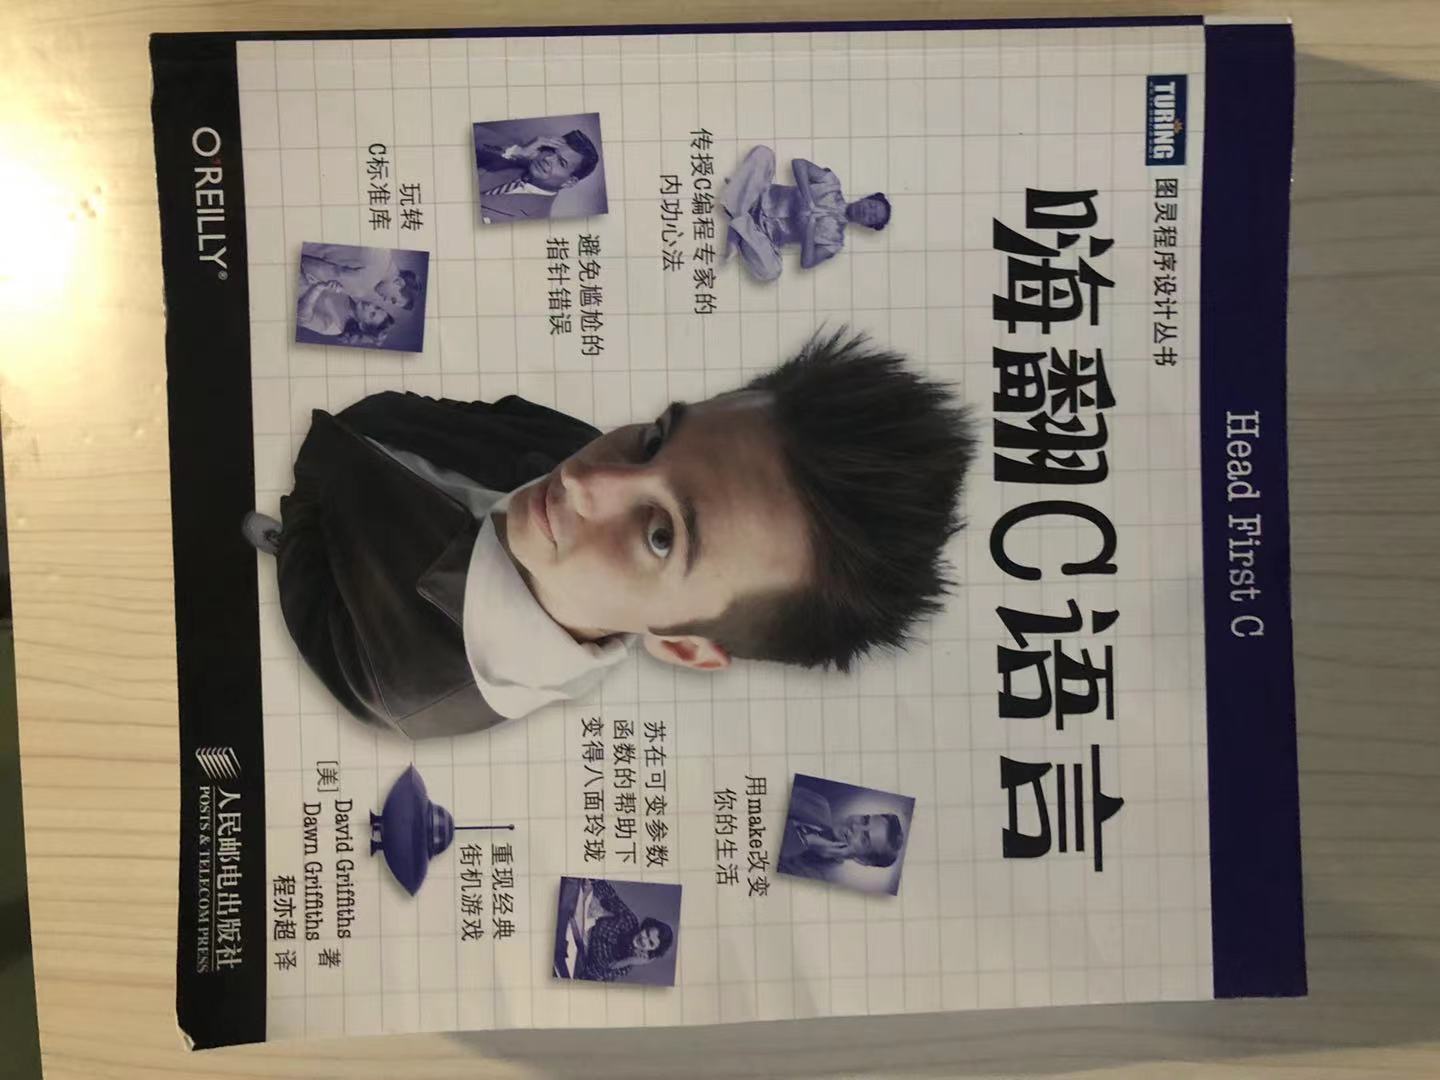 Head First C
TURING 图灵程序设计丛书
嗨翻C语言
传授C编程专家的
内功心法
避免尴尬的
指针错误
玩转
C标准库
用make改变
你的生活
苏在可变参数
函数的帮助下
变得八面玲珑
重现经典
街机游戏
[美] David Griffiths
Dawn Griffiths 著
程亦超 译
O'REILLY®
人民邮电出版社
POSTS & TELECOM PRESS